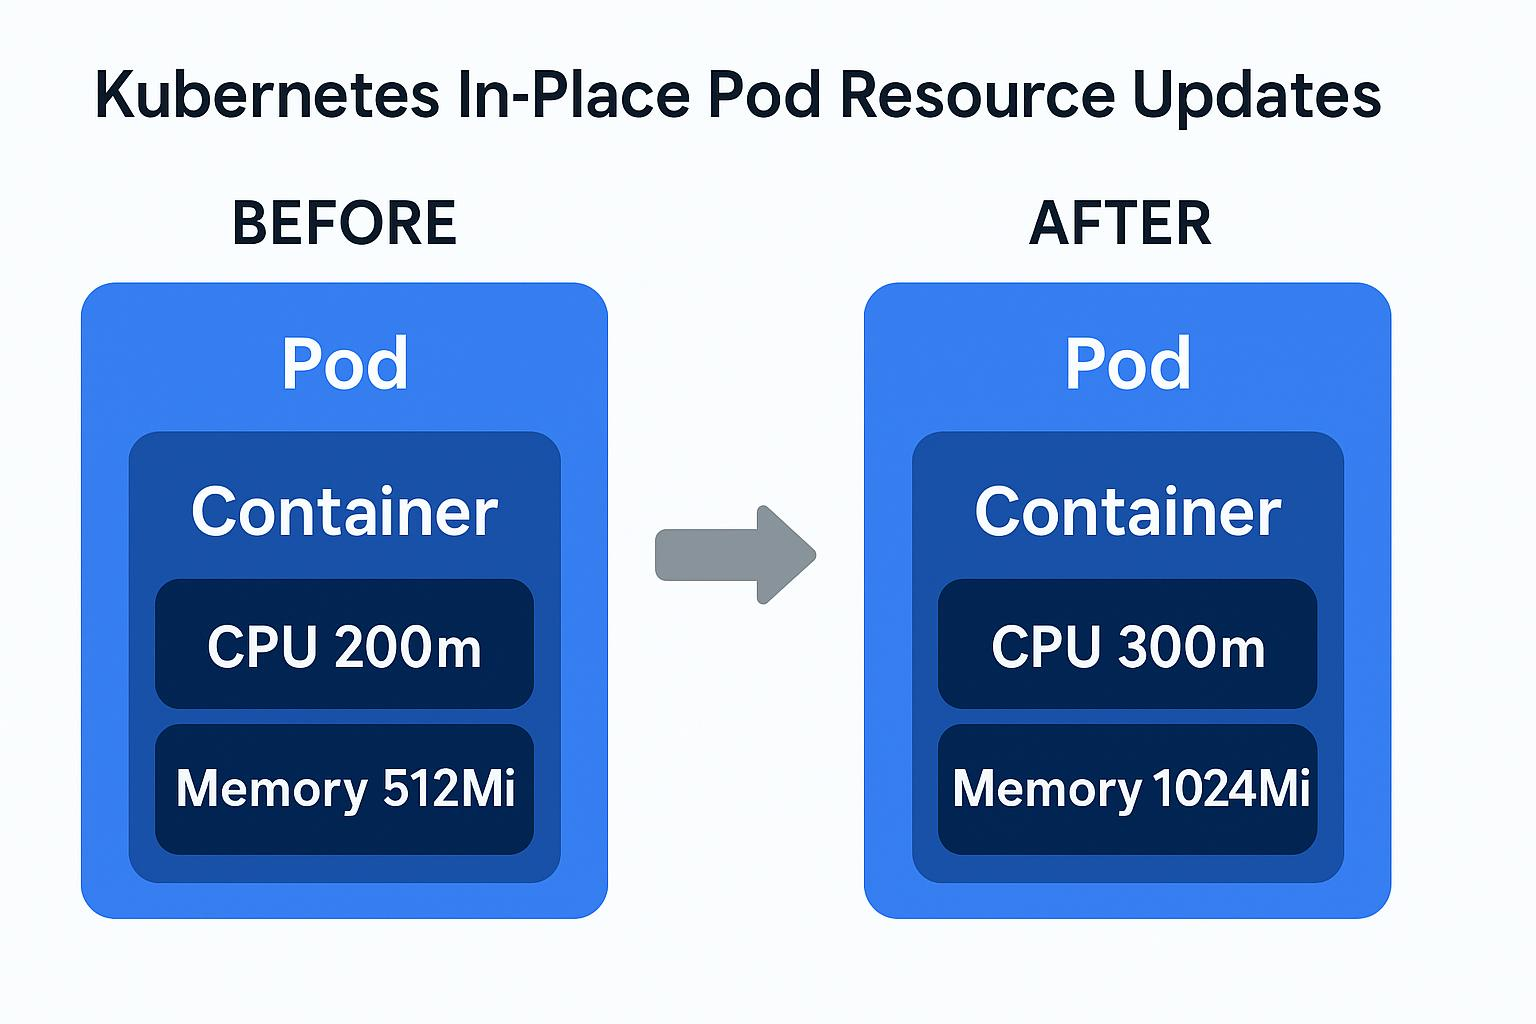 Kubernetes In-Place Pod Resource Updates
BEFORE
Pod
Container
CPU 200m
Memory 512Mi
AFTER
Pod
Container
CPU 300m
Memory 1024Mi